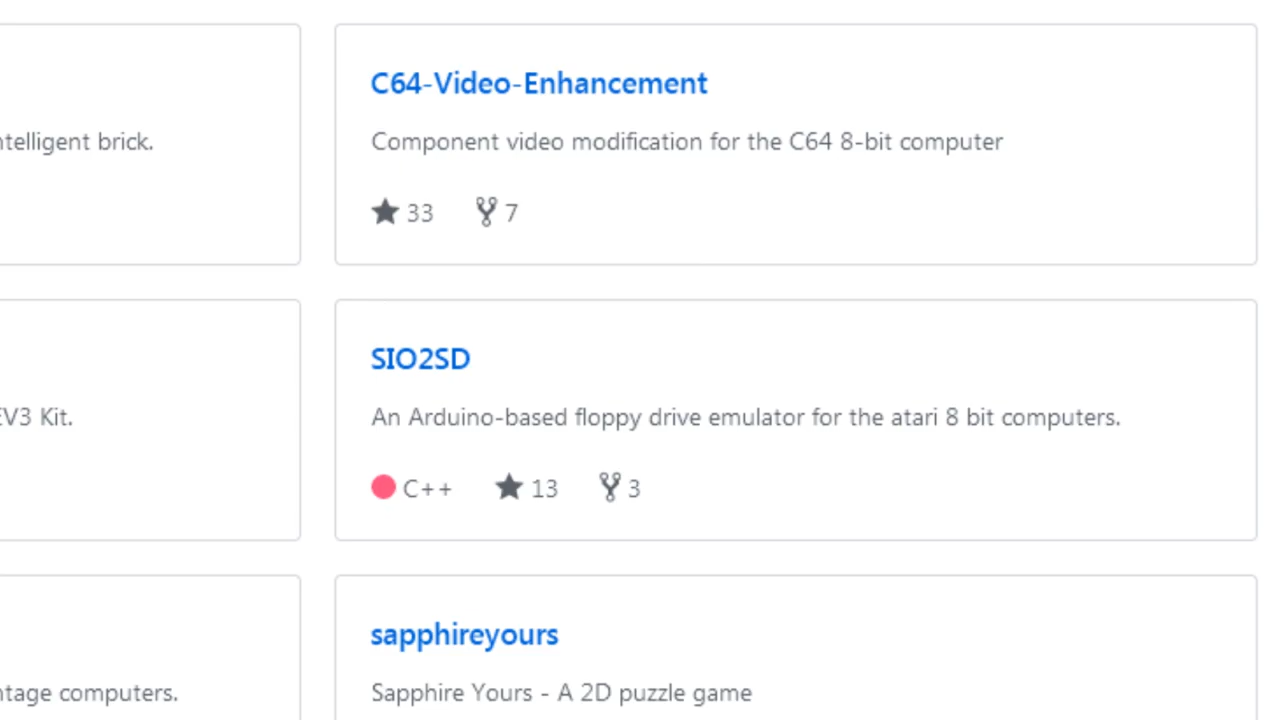 ntelligent brick.
C64-Video-Enhancement
Component video modification for the C64 8-bit computer
33 7
EV3 Kit.
SIO2SD
An Arduino-based floppy drive emulator for the atari 8 bit computers.
C++ 13 3
ntage computers.
sapphireyours
Sapphire Yours - A 2D puzzle game